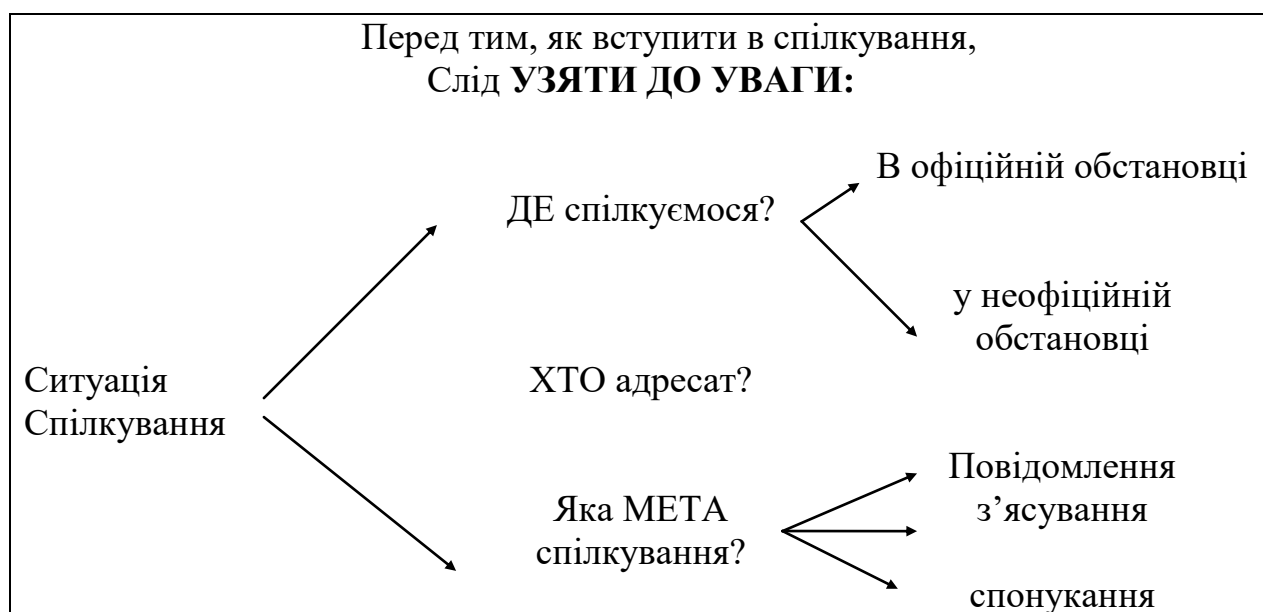 Перед тим, як вступити в спілкування,
Слід УЗЯТИ ДО УВАГИ:
В офіційній обстановці
ДЕ спілкуємося?
у неофіційній
обстановці
Ситуація
Спілкування
ХТО адресат?
Яка МЕТА
спілкування?
Повідомлення
з’ясування
спонукання